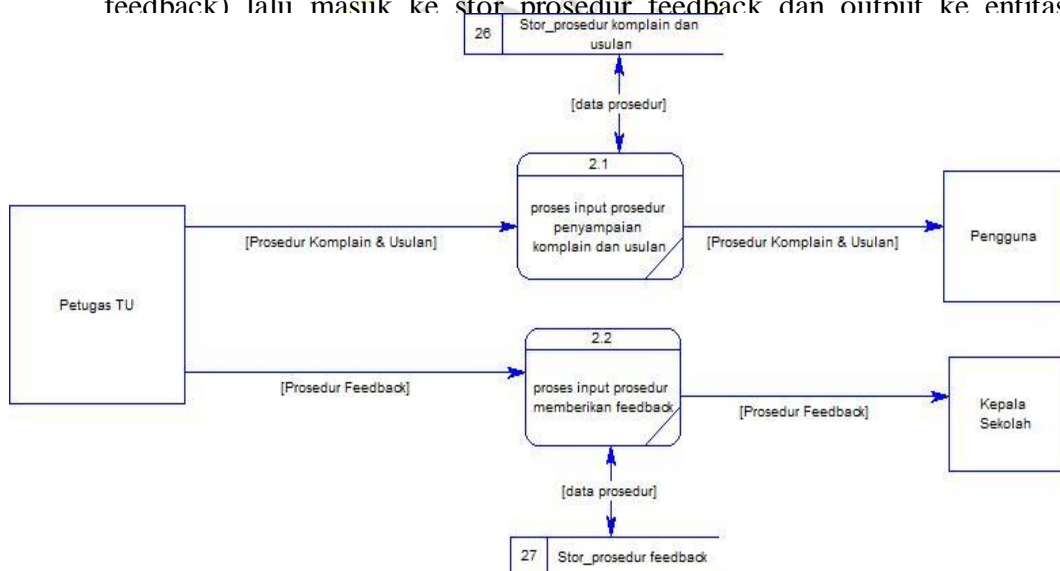 feedback) lalu masuk ke stor_prosedur feedback dan output ke entitas
26
Stor_prosedur komplain dan
usulan
[data prosedur]
2.1
proses input prosedur
penyampaian
komplain dan usulan
[Prosedur Komplain & Usulan]
[Prosedur Komplain & Usulan]
Pengguna
Petugas TU
2.2
proses input prosedur
memberikan feedback
[Prosedur Feedback]
[Prosedur Feedback]
Kepala
Sekolah
[data prosedur]
27
Stor_prosedur feedback